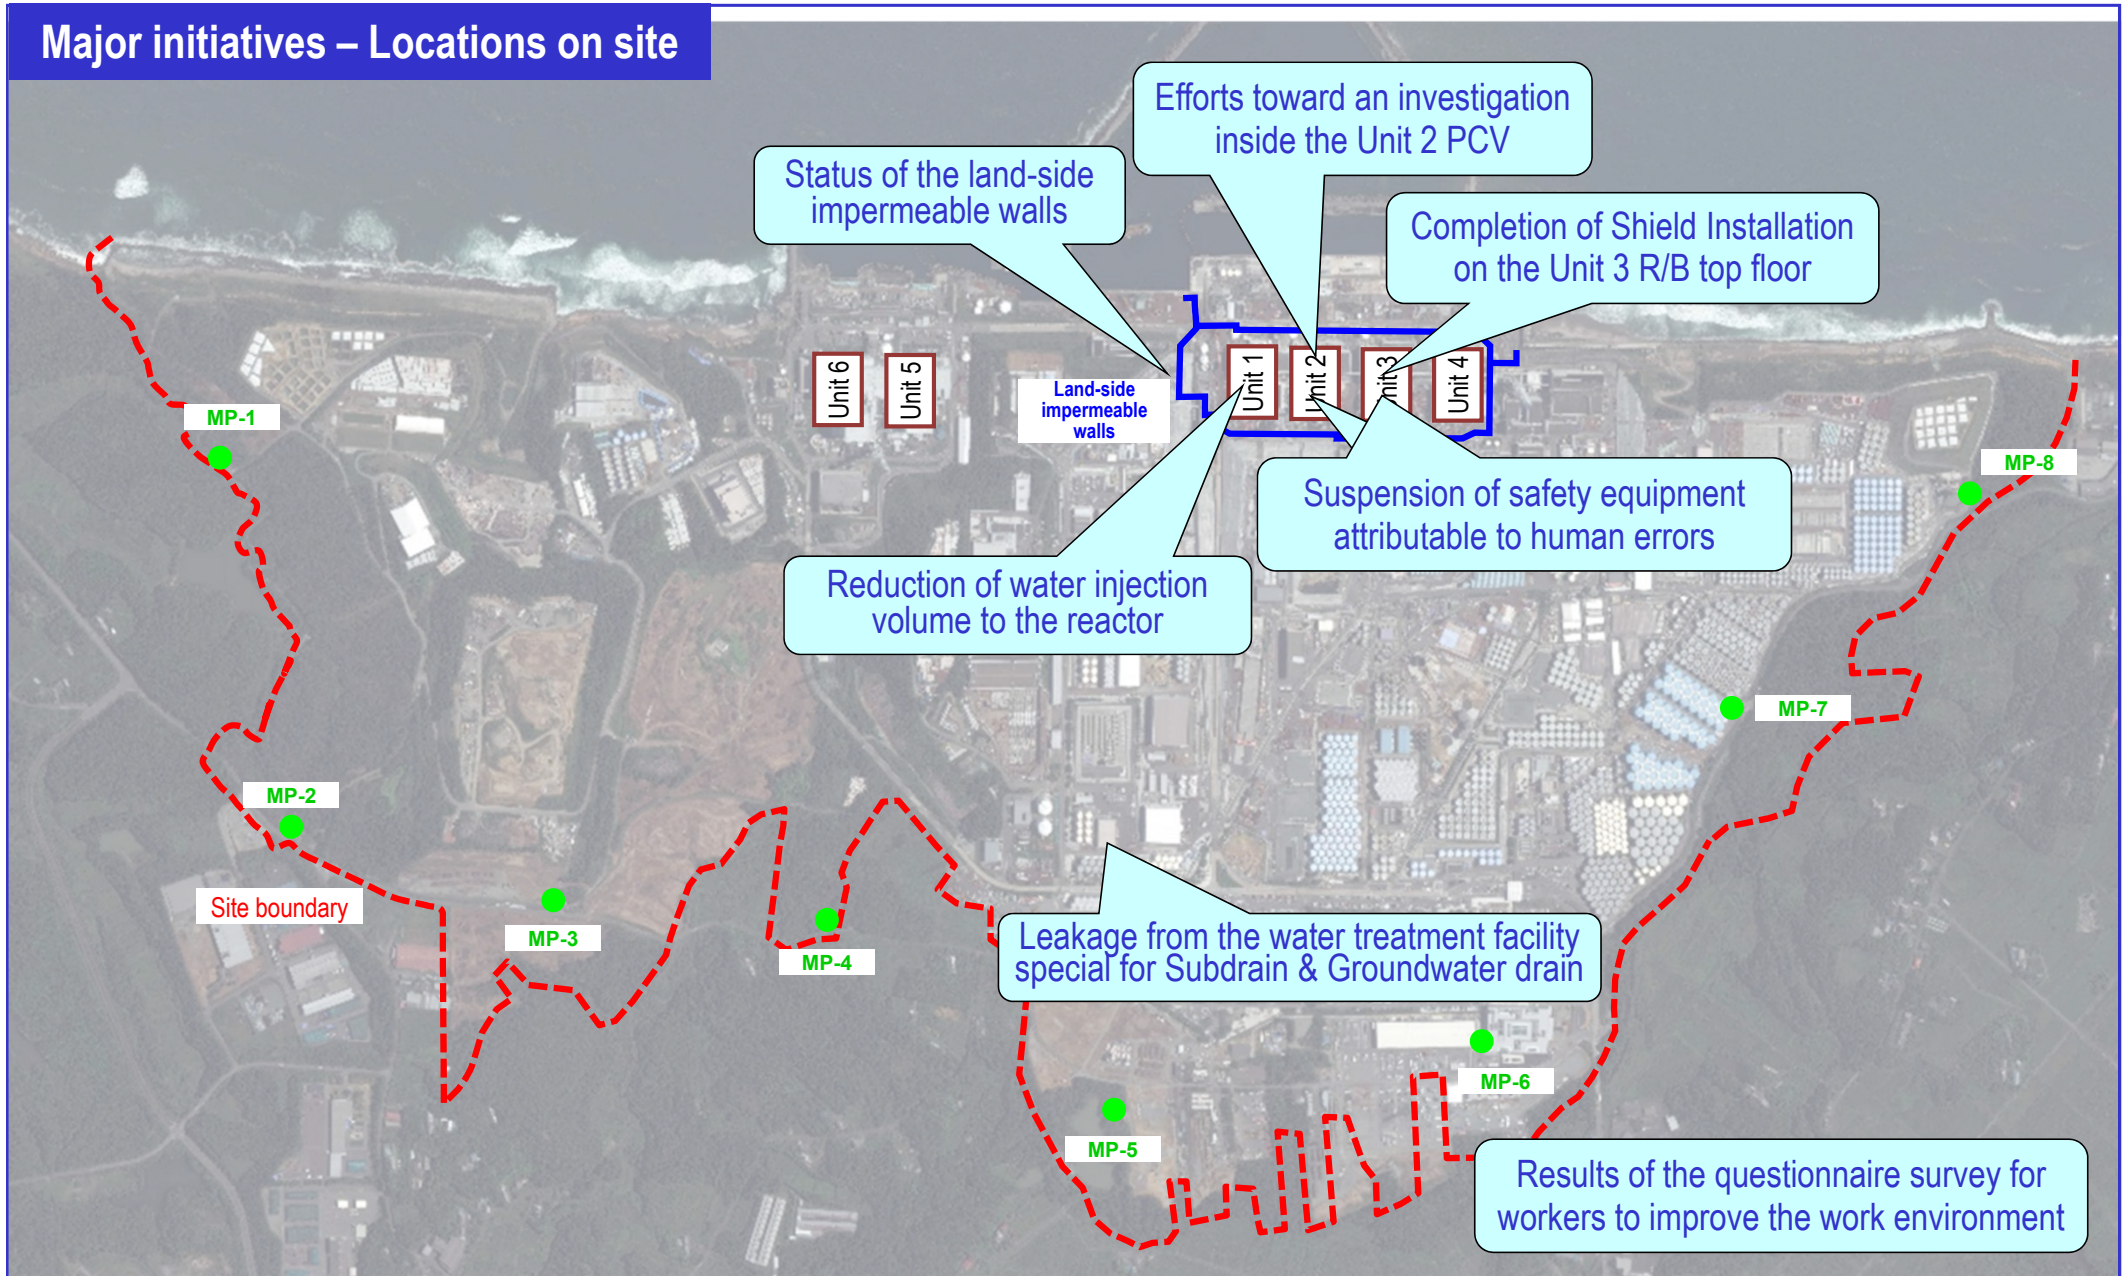 Major initiatives – Locations on site
Efforts toward an investigation
inside the Unit 2 PCV
Status of the land-side
impermeable walls
Completion of Shield Installation
on the Unit 3 R/B top floor
Unit 6
Unit 5
Land-side
impermeable
walls
Unit 1
Unit 2
Unit 3
Unit 4
MP-1
MP-8
Suspension of safety equipment
attributable to human errors
Reduction of water injection
volume to the reactor
MP-7
MP-2
Site boundary
MP-3
MP-4
Leakage from the water treatment facility
special for Subdrain & Groundwater drain
MP-6
MP-5
Results of the questionnaire survey for
workers to improve the work environment